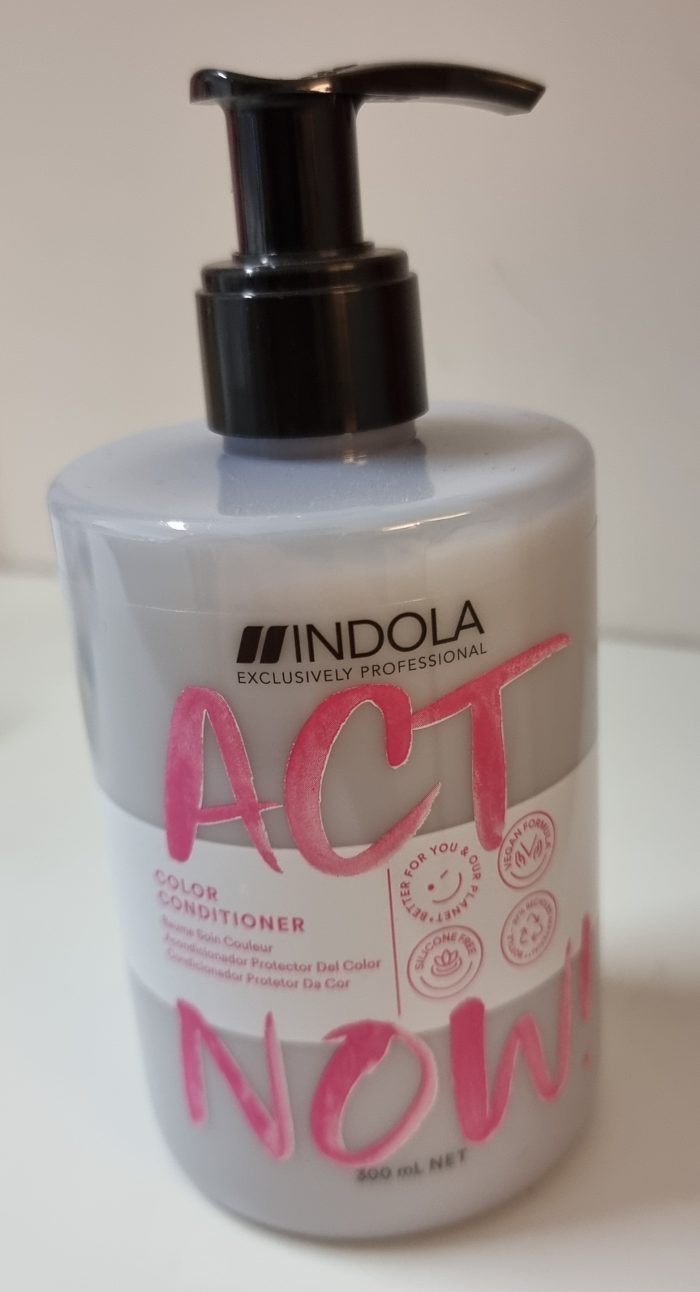 INDOLA
EXCLUSIVELY PROFESSIONAL
ACT
COLOR
CONDITIONER
Baume Soin Couleur
Acondicionador Protector Del Color
Condicionador Protetor Da Cor
BETTER FOR YOU & OUR PLANET
VEGAN FORMULA
SILICONE FREE
BOTTLE
NOW!
300 mL NET